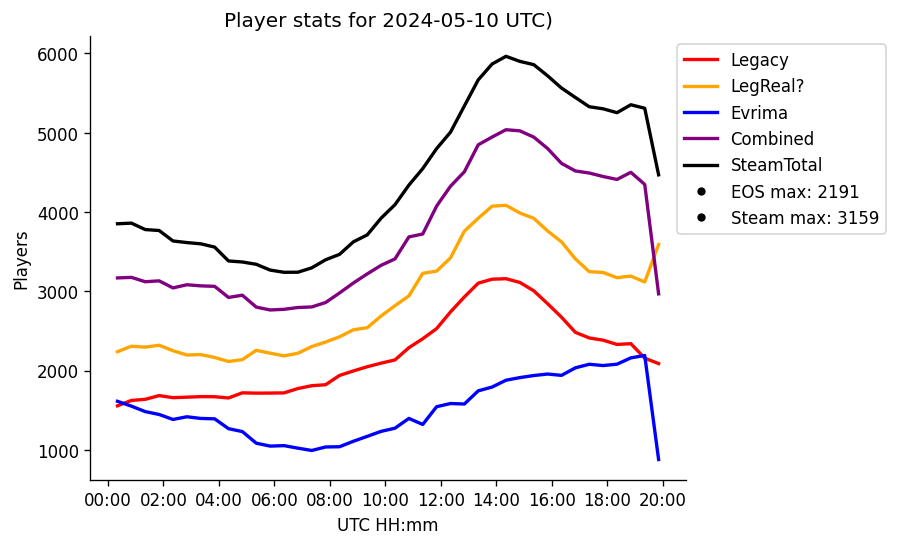 Player stats for 2024-05-10 UTC)
6000
5000
4000
3000
2000
1000
Players
00:00 02:00 04:00 06:00 08:00 10:00 12:00 14:00 16:00 18:00 20:00
UTC HH:mm
Legacy
LegReal?
Evrima
Combined
SteamTotal
EOS max: 2191
Steam max: 3159